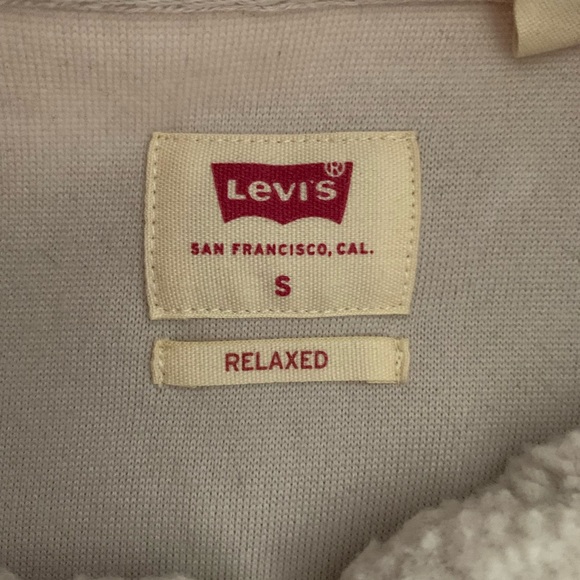 Levi's®
SAN FRANCISCO, CAL.
S
RELAXED